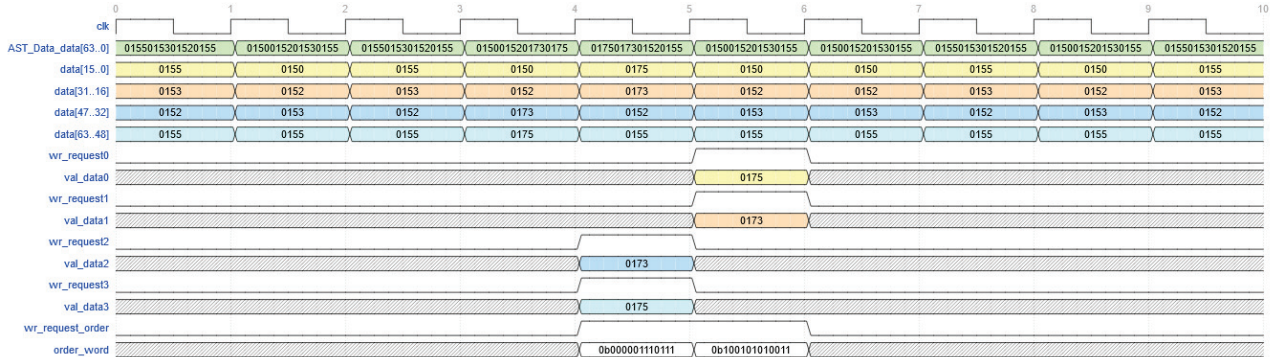 0 1 2 3 4 5 6 7 8 9 10
clk
AST_Data_data[63..0] 0155015301520155 0150015201530155 0155015301520155 0150015201730175 0175017301520155 0150015201530155 0150015201530155 0155015301520155 0150015201530155 0155015301520155
data[15..0] 0155 0150 0155 0150 0175 0150 0150 0155 0150 0155
data[31..16] 0153 0152 0153 0152 0173 0152 0152 0153 0152 0153
data[47..32] 0152 0153 0152 0173 0152 0153 0153 0152 0153 0152
data[63..48] 0155 0155 0155 0175 0155 0155 0155 0155 0155 0155
wr_request0
val_data0 0175
wr_request1
val_data1 0173
wr_request2
val_data2 0173
wr_request3
val_data3 0175
wr_request_order
order_word 0b000001110111 0b100101010011